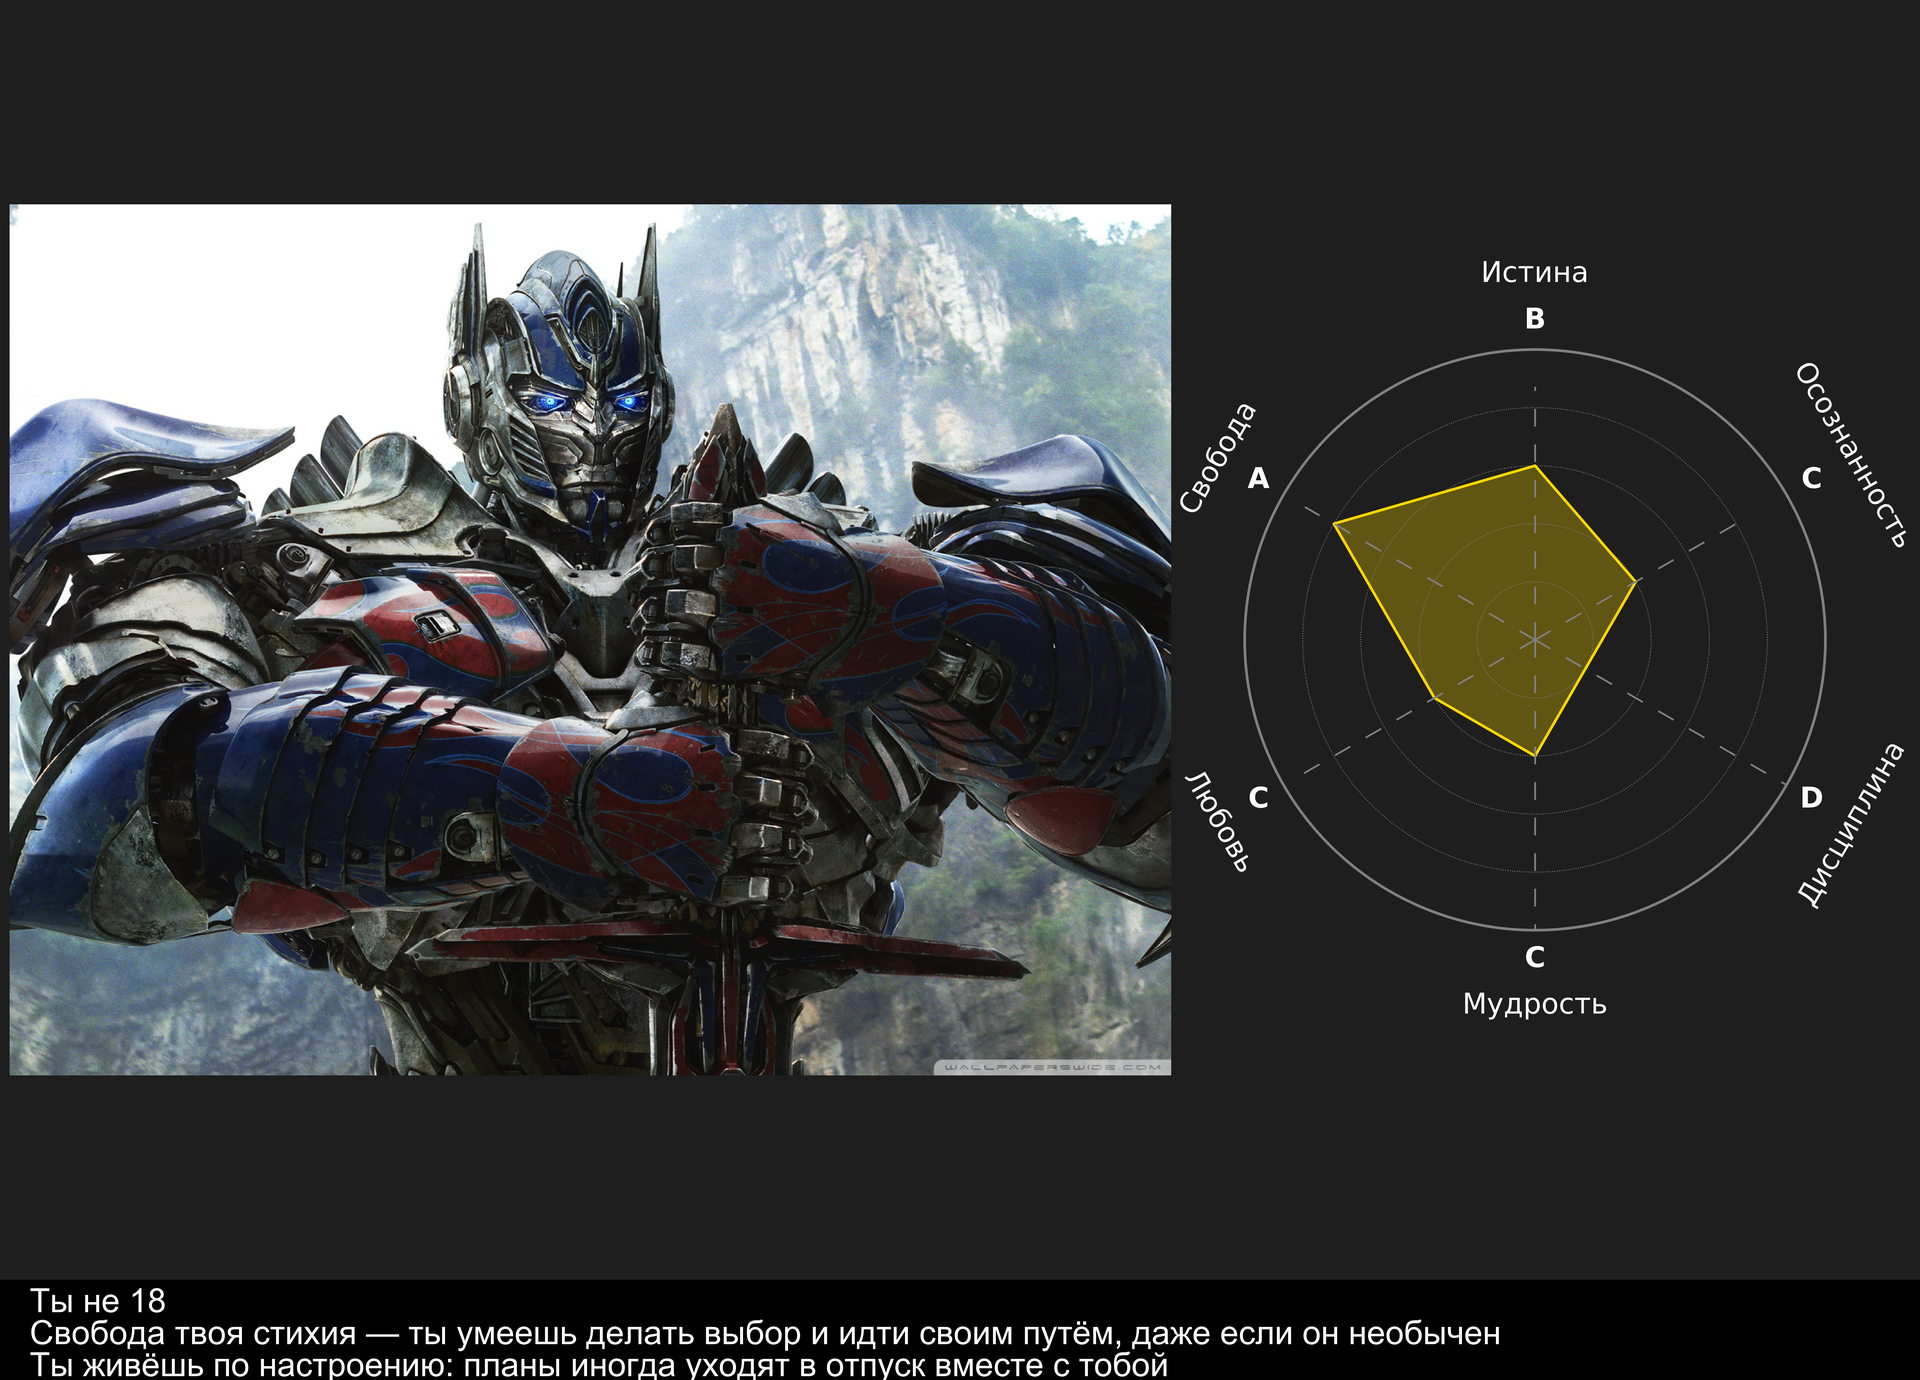 Истина
B
Осознанность
C
Свобода
A
Любовь
C
Дисциплина
D
C
Мудрость
WALLPAPERSWIDE.COM
Ты не 18
Свобода твоя стихия — ты умеешь делать выбор и идти своим путём, даже если он необычен
Ты живёшь по настроению: планы иногда уходят в отпуск вместе с тобой